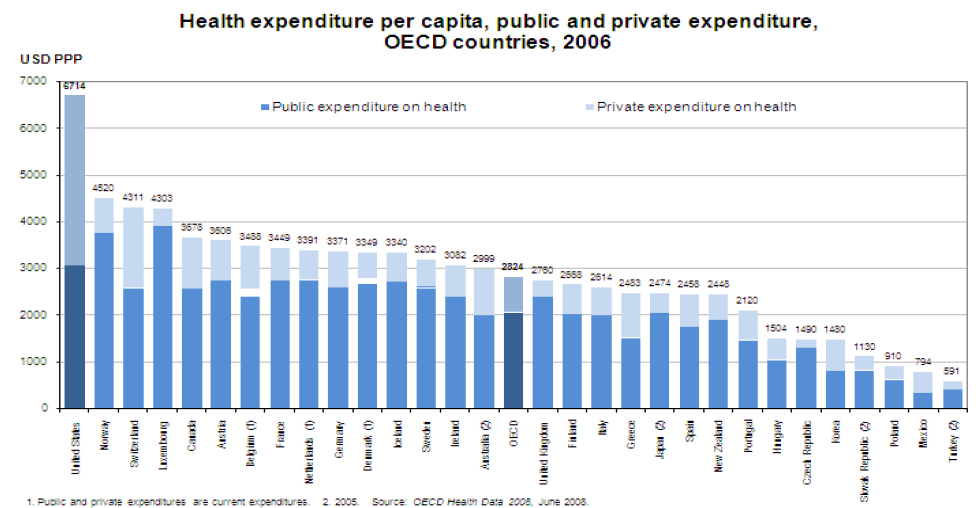 Health expenditure per capita, public and private expenditure,
OECD countries, 2006
USD PPP
7000
6000
5000
4000
3000
2000
1000
0
Public expenditure on health
Private expenditure on health
6714
4520
4311
4303
3678
3606
3488
3449
3391
3371
3349
3340
3202
3082
2999
2824
2760
2668
2614
2483
2474
2458
2448
2120
1504
1490
1480
1130
910
794
591
United States
Norway
Switzerland
Luxembourg
Canada
Austria
Belgium (1)
France
Netherlands (1)
Germany
Denmark (1)
Iceland
Sweden
Ireland
Australia (2)
OECD
United Kingdom
Finland
Italy
Greece
Japan (2)
Spain
New Zealand
Portugal
Hungary
Czech Republic
Korea
Slovak Republic (2)
Poland
Mexico
Turkey (2)
1. Public and private expenditures are current expenditures. 2. 2005. Source: OECD Health Data 2008, June 2008.